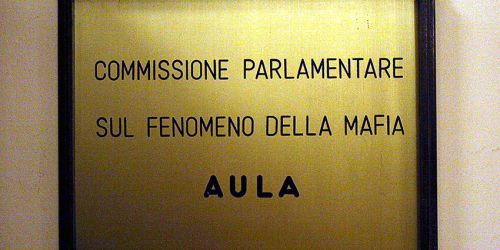 COMMISSIONE PARLAMENTARE
SUL FENOMENO DELLA MAFIA
AULA